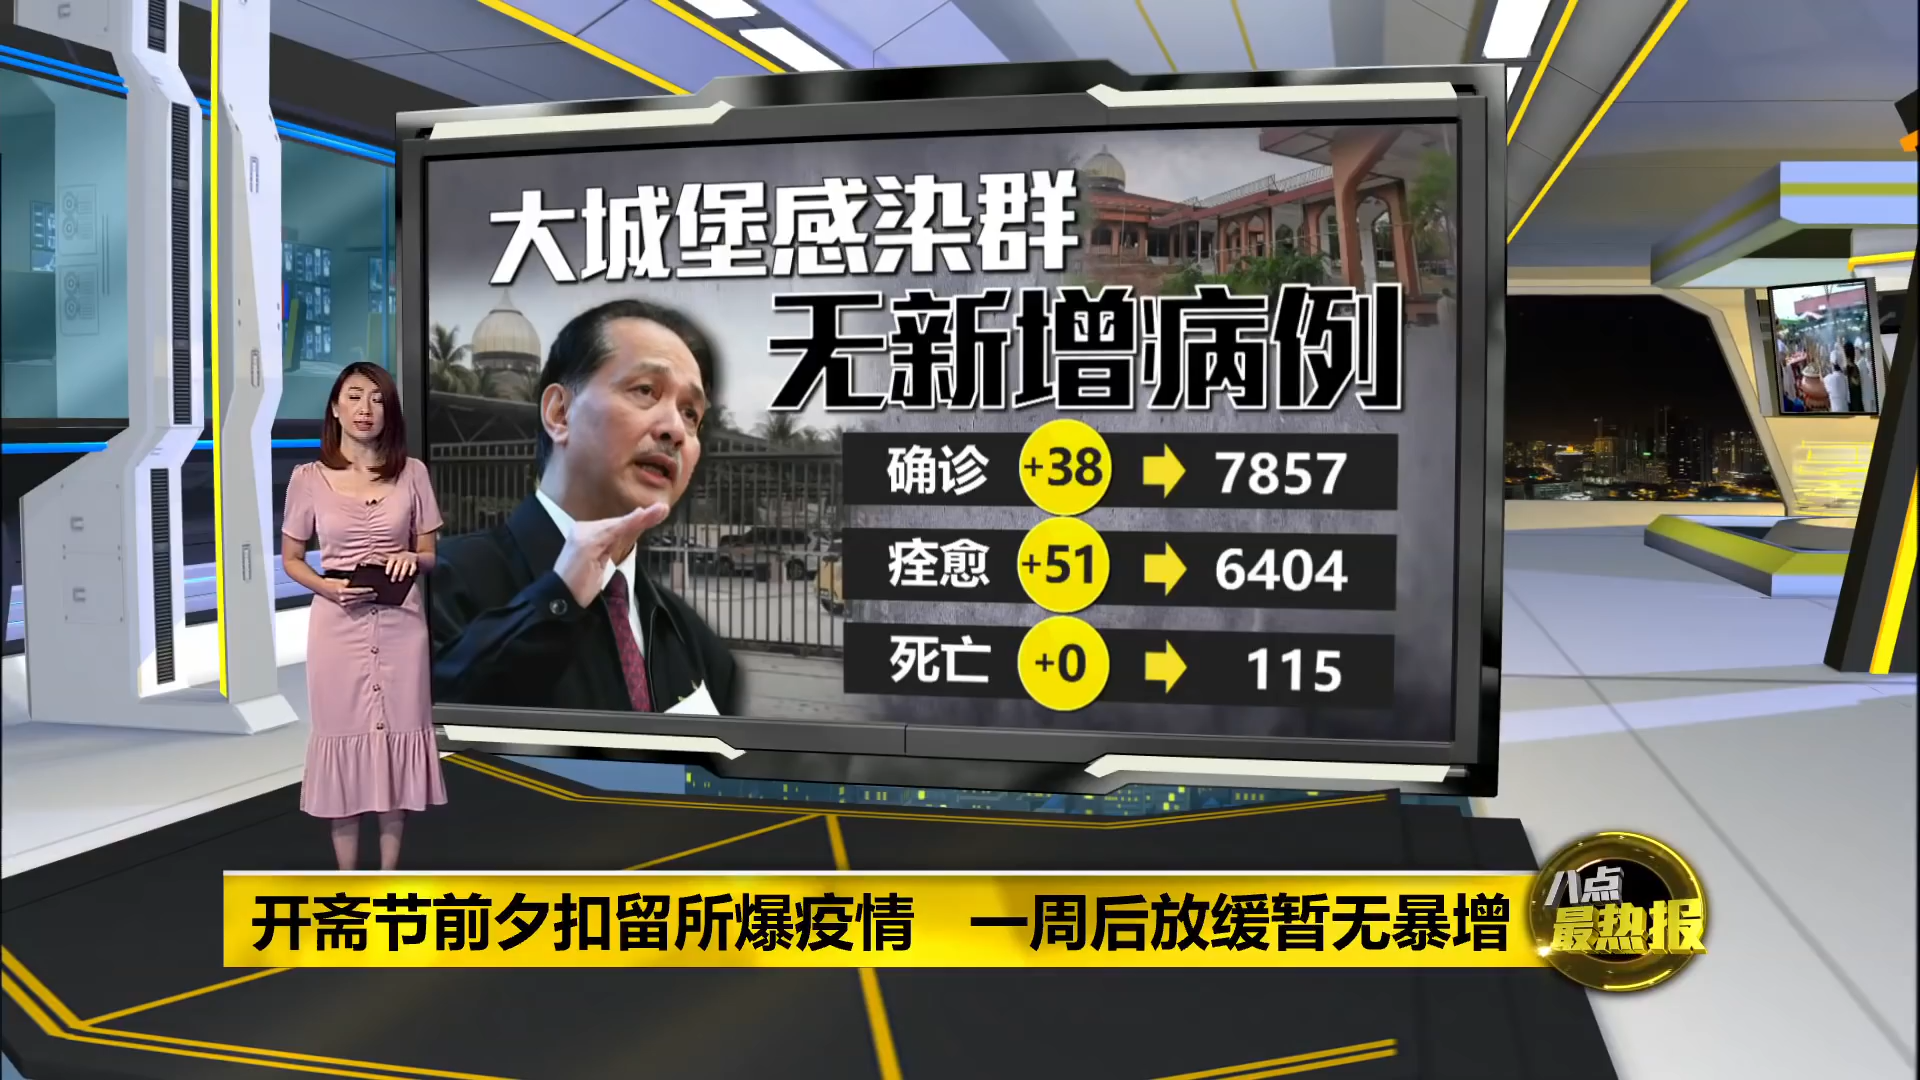 大城堡感染群
无新增病例
确诊 +38 7857
痊愈 +51 6404
死亡 +0 115
开斋节前夕扣留所爆疫情 一周后放缓暂无暴增
八点
最热报